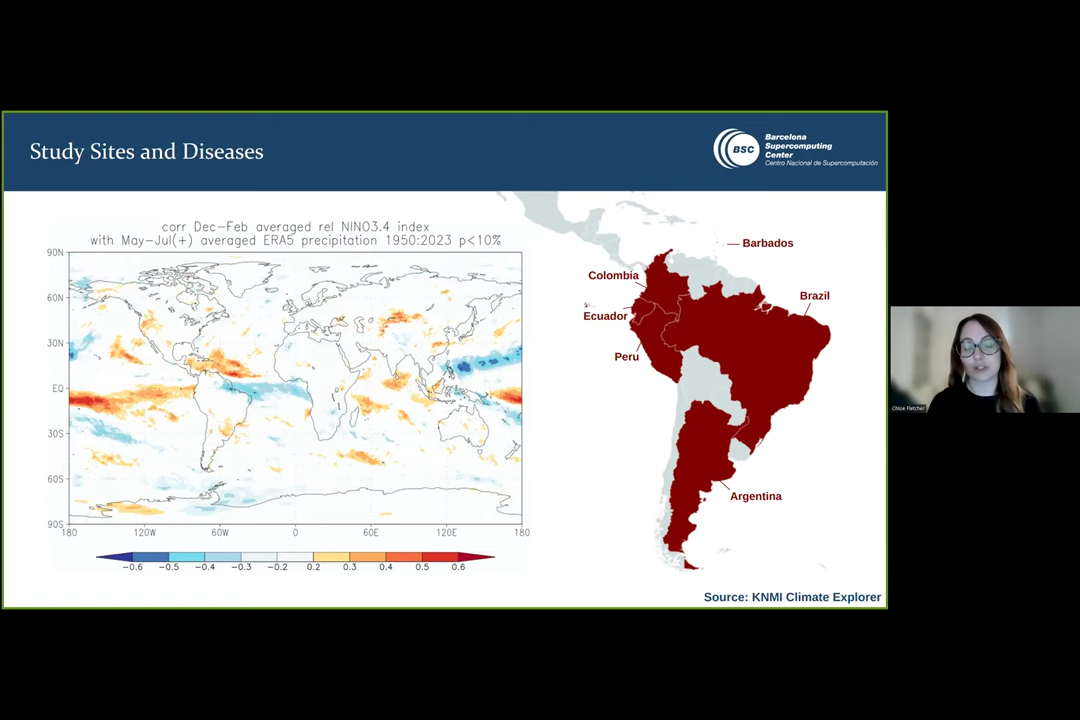 Study Sites and Diseases
BSC
Barcelona
Supercomputing
Center
Centro Nacional de Supercomputación
corr Dec-Feb averaged rel NINO3.4 index
with May-Jul(+) averaged ERA5 precipitation 1950:2023 p<10%
90N
60N
30N
EQ
30S
60S
90S
180 120W 60W 0 60E 120E 180
−0.6 −0.5 −0.4 −0.3 −0.2 0.2 0.3 0.4 0.5 0.6
Barbados
Colombia
Brazil
Ecuador
Peru
Argentina
Source: KNMI Climate Explorer
Chloe Fletcher